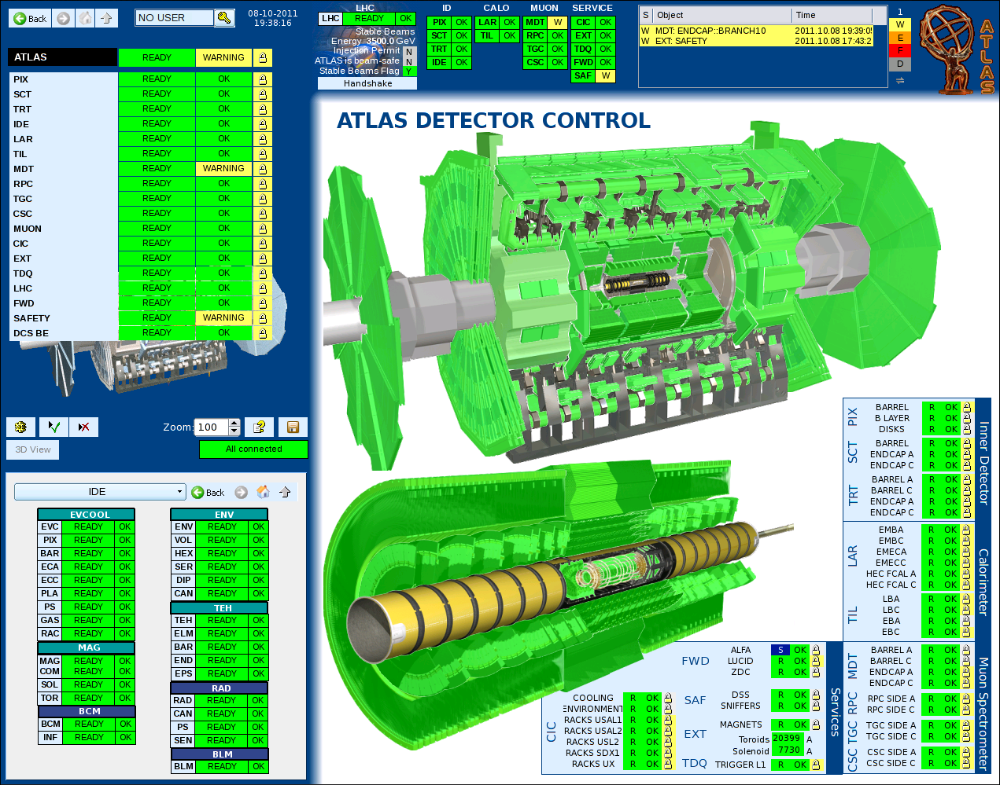 Back
NO USER
08-10-2011
19:38:16
ATLAS READY WARNING
PIX READY OK
SCT READY OK
TRT READY OK
IDE READY OK
LAR READY OK
TIL READY OK
MDT READY WARNING
RPC READY OK
TGC READY OK
CSC READY OK
MUON READY OK
CIC READY OK
EXT READY OK
TDQ READY OK
LHC READY OK
FWD READY OK
SAFETY READY WARNING
DCS BE READY OK
LHC
LHC READY OK
Stable Beams
Energy 3500.0 GeV
Injection Permit N
ATLAS is beam-safe N
Stable Beams Flag Y
Handshake
ID CALO MUON SERVICE
PIX OK LAR OK MDT W CIC OK
SCT OK TIL OK RPC OK EXT OK
TRT OK TGC OK TDQ OK
IDE OK CSC OK FWD OK
SAF W
S Object Time
W MDT: ENDCAP::BRANCH10 2011.10.08 19:39:0
W EXT: SAFETY 2011.10.08 17:43:2
1
W
E
F
D
ATLAS
ATLAS DETECTOR CONTROL
Zoom: 100
3D View
All connected
IDE
Back
EVCOOL
EVC READY OK
PIX READY OK
BAR READY OK
ECA READY OK
ECC READY OK
PLA READY OK
PS READY OK
GAS READY OK
RAC READY OK
MAG
MAG READY OK
COM READY OK
SOL READY OK
TOR READY OK
BCM
BCM READY OK
INF READY OK
ENV
ENV READY OK
VOL READY OK
HEX READY OK
SER READY OK
DIP READY OK
CAN READY OK
TEH
TEH READY OK
ELM READY OK
BAR READY OK
END READY OK
EPS READY OK
RAD
RAD READY OK
CAN READY OK
PS READY OK
SEN READY OK
BLM
BLM READY OK
Inner Detector
PIX
BARREL R OK
B LAYER R OK
DISKS R OK
SCT
BARREL R OK
ENDCAP A R OK
ENDCAP C R OK
TRT
BARREL A R OK
BARREL C R OK
ENDCAP A R OK
ENDCAP C R OK
Calorimeter
LAR
EMBA R OK
EMBC R OK
EMECA R OK
EMECC R OK
HEC FCAL A R OK
HEC FCAL C R OK
TIL
LBA R OK
LBC R OK
EBA R OK
EBC R OK
Muon Spectrometer
MDT
BARREL A R OK
BARREL C R OK
ENDCAP A R OK
ENDCAP C R OK
RPC
RPC SIDE A R OK
RPC SIDE C R OK
TGC
TGC SIDE A R OK
TGC SIDE C R OK
CSC
CSC SIDE A R OK
CSC SIDE C R OK
Services
FWD
ALFA S OK
LUCID R OK
ZDC R OK
SAF
DSS R OK
SNIFFERS R OK
EXT
MAGNETS R OK
Toroids 20399 A
Solenoid 7730 A
TDQ
TRIGGER L1 R OK
CIC
COOLING R OK
ENVIRONMENT R OK
RACKS USAL1 R OK
RACKS USAL2 R OK
RACKS USL2 R OK
RACKS SDX1 R OK
RACKS UX R OK